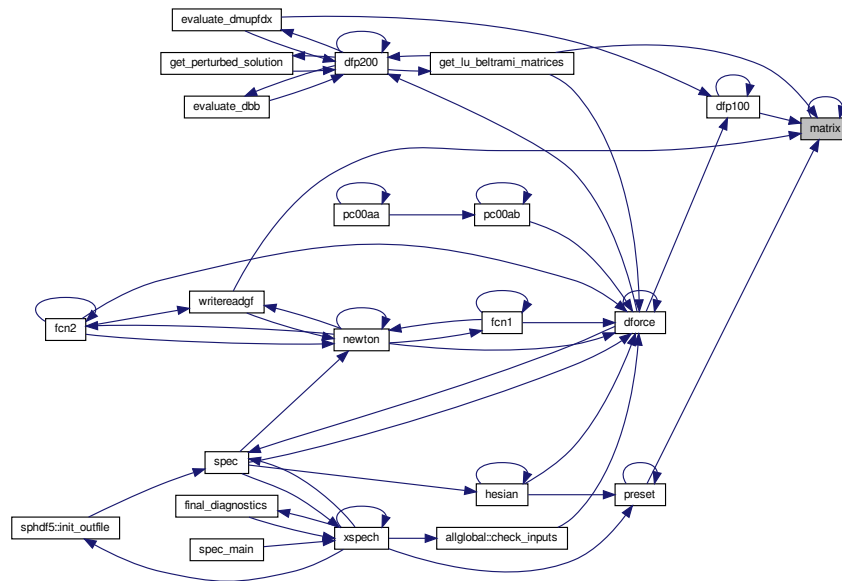 evaluate_dmupfdx
get_perturbed_solution
dfp200
get_lu_beltrami_matrices
evaluate_dbb
dfp100
matrix
pc00aa
pc00ab
writereadgf
fcn2
newton
fcn1
dforce
spec
hesian
preset
final_diagnostics
sphdf5::init_outfile
spec_main
xspech
allglobal::check_inputs